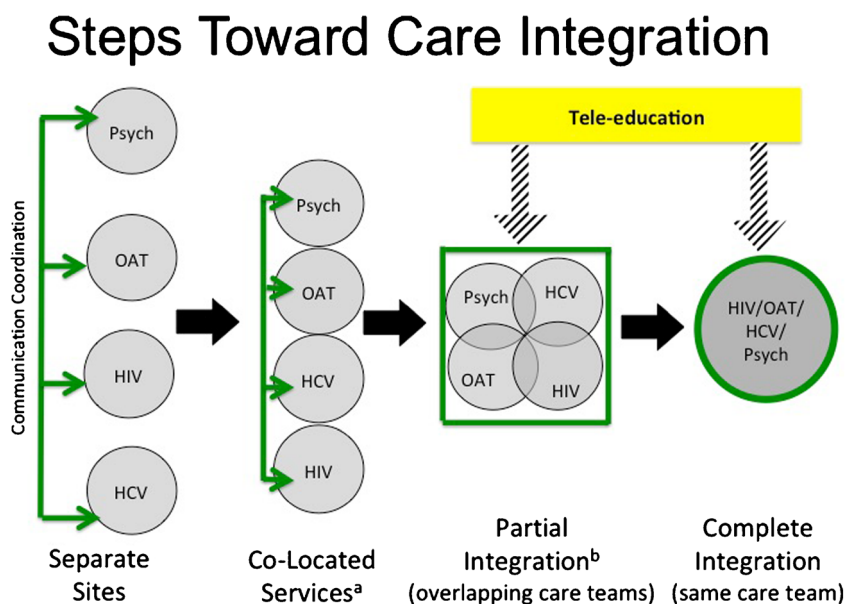 Steps Toward Care Integration
Communication Coordination
Psych
OAT
HIV
HCV
Separate
Sites
Psych
OAT
HCV
HIV
Co-Located
Servicesᵃ
Tele-education
Psych
HCV
OAT
HIV
Partial
Integrationᵇ
(overlapping care teams)
HIV/OAT/
HCV/
Psych
Complete
Integration
(same care team)